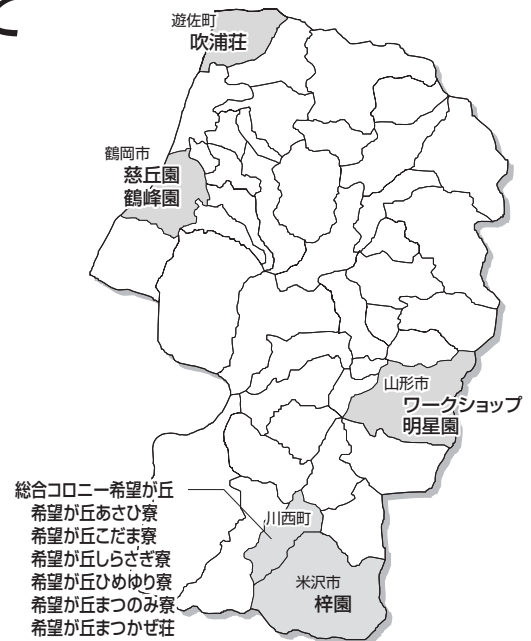 遊佐町
吹浦荘
鶴岡市
慈丘園
鶴峰園
山形市
ワークショップ
明星園
総合コロニー希望が丘
希望が丘あさひ寮
希望が丘こだま寮
希望が丘しらさぎ寮
希望が丘ひめゆり寮
希望が丘まつのみ寮
希望が丘まつかぜ荘
川西町
米沢市
梓園